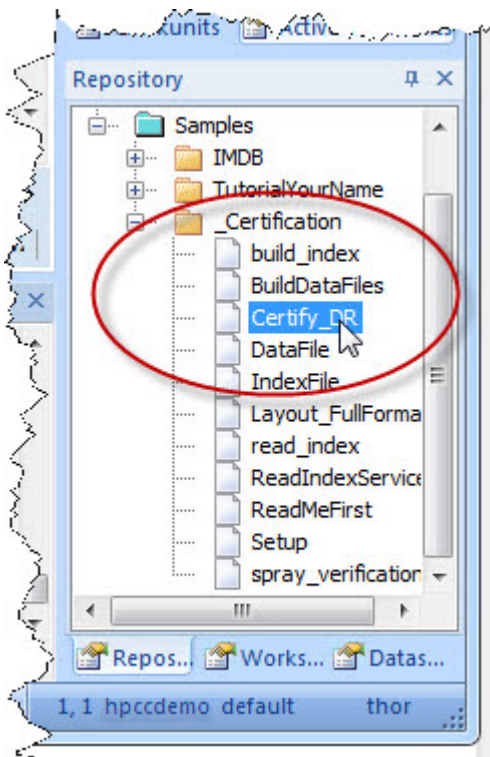 Repository
Samples
IMDB
TutorialYourName
_Certification
build_index
BuildDataFiles
Certify_DR
DataFile
IndexFile
Layout_FullForma
read_index
ReadIndexService
ReadMeFirst
Setup
spray_verification
Repos... Works... Datas...
1, 1 hpccdemo default thor